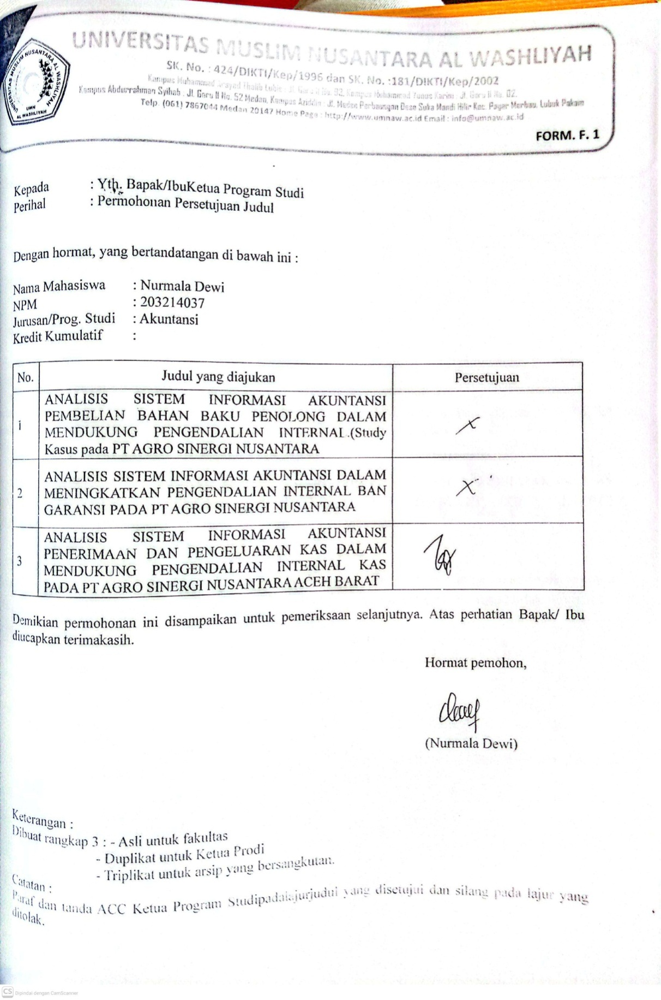 UNIVERSITAS MUSLIM NUSANTARA AL WASHLIYAH
SK. No. : 424/DIKTI/Kep/1996 dan SK. No. :181/DIKTI/Kep/2002
Kampus Muhammad Arsyad Thalib Lubis : Jl. Garu II No. 93, Kampus Muhammad Yunus Karim : Jl. Garu II No. 02,
Kampus Abdurrahman Syihab : Jl. Garu II No. 52 Medan, Kampus Aziddin : Jl. Medan Perbaungan Desa Suka Mandi Hilir Kec. Pagar Merbau, Lubuk Pakam
Telp. (061) 7867044 Medan 20147 Home Page : http://www.umnaw.ac.id Email : info@umnaw.ac.id
UNIVERSITAS MUSLIM NUSANTARA AL WASHLIYAH
UMN
AL WASHLIYAH
FORM. F. 1
Kepada : Yth. Bapak/IbuKetua Program Studi
Perihal : Permohonan Persetujuan Judul
Dengan hormat, yang bertandatangan di bawah ini :
Nama Mahasiswa : Nurmala Dewi
NPM : 203214037
Jurusan/Prog. Studi : Akuntansi
Kredit Kumulatif :
No. Judul yang diajukan Persetujuan
ANALISIS SISTEM INFORMASI AKUNTANSI
PEMBELIAN BAHAN BAKU PENOLONG DALAM
1 MENDUKUNG PENGENDALIAN INTERNAL.(Study X
Kasus pada PT AGRO SINERGI NUSANTARA
ANALISIS SISTEM INFORMASI AKUNTANSI DALAM
2 MENINGKATKAN PENGENDALIAN INTERNAL BAN X
GARANSI PADA PT AGRO SINERGI NUSANTARA
ANALISIS SISTEM INFORMASI AKUNTANSI
PENERIMAAN DAN PENGELUARAN KAS DALAM
3 MENDUKUNG PENGENDALIAN INTERNAL KAS
PADA PT AGRO SINERGI NUSANTARA ACEH BARAT
Demikian permohonan ini disampaikan untuk pemeriksaan selanjutnya. Atas perhatian Bapak/ Ibu
diucapkan terimakasih.
Hormat pemohon,
(Nurmala Dewi)
Keterangan :
Dibuat rangkap 3 : - Asli untuk fakultas
- Duplikat untuk Ketua Prodi
- Triplikat untuk arsip yang bersangkutan.
Catatan :
Paraf dan tanda ACC Ketua Program Studipadalajurjudul yang disetujui dan silang pada lajur yang
ditolak.
CS Dipindai dengan CamScanner